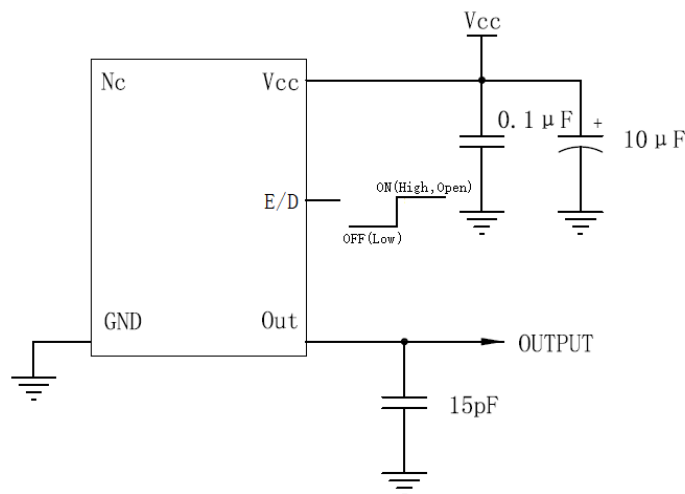 Vcc
Nc
Vcc
0.1μF
+
10μF
E/D
ON(High,Open)
OFF(Low)
GND
Out
OUTPUT
15pF